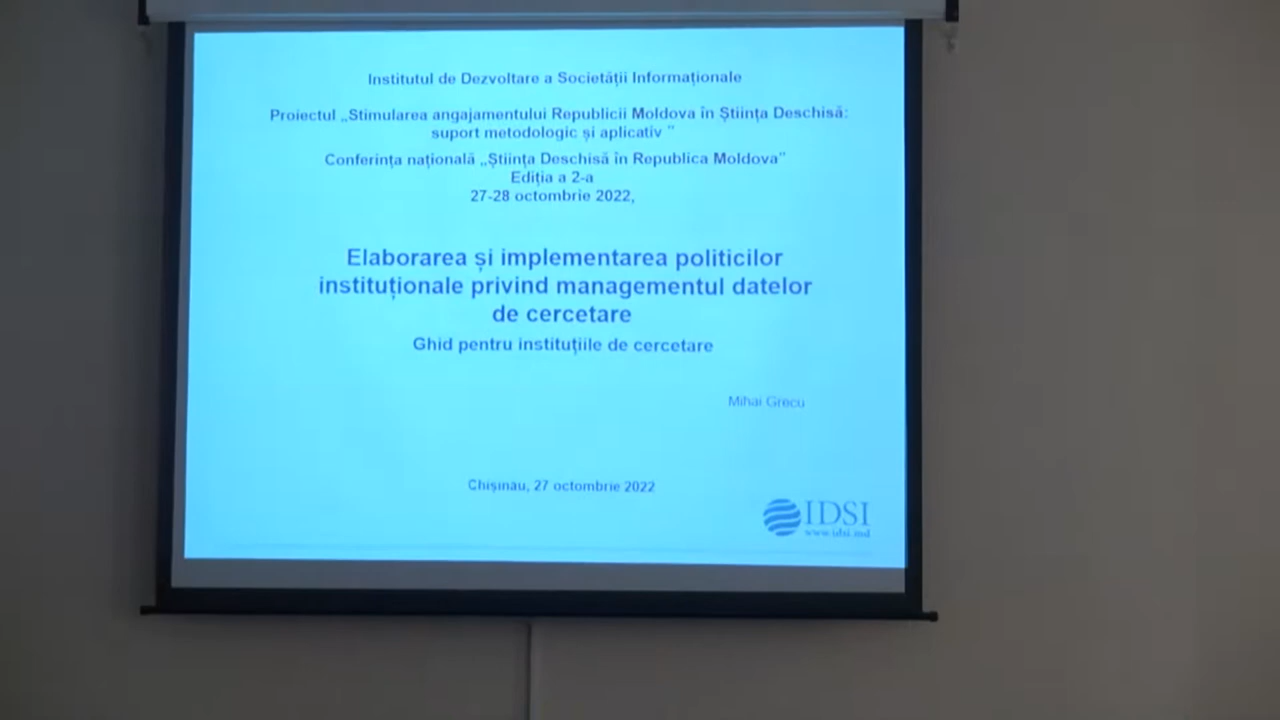 Institutul de Dezvoltare a Societății Informaționale
Proiectul „Stimularea angajamentului Republicii Moldova în Știința Deschisă:
suport metodologic și aplicativ ”
Conferința națională „Știința Deschisă în Republica Moldova”
Ediția a 2-a
27-28 octombrie 2022,
Elaborarea și implementarea politicilor
instituționale privind managementul datelor
de cercetare
Ghid pentru instituțiile de cercetare
Mihai Grecu
Chișinau, 27 octombrie 2022
IDSI
www.idsi.md